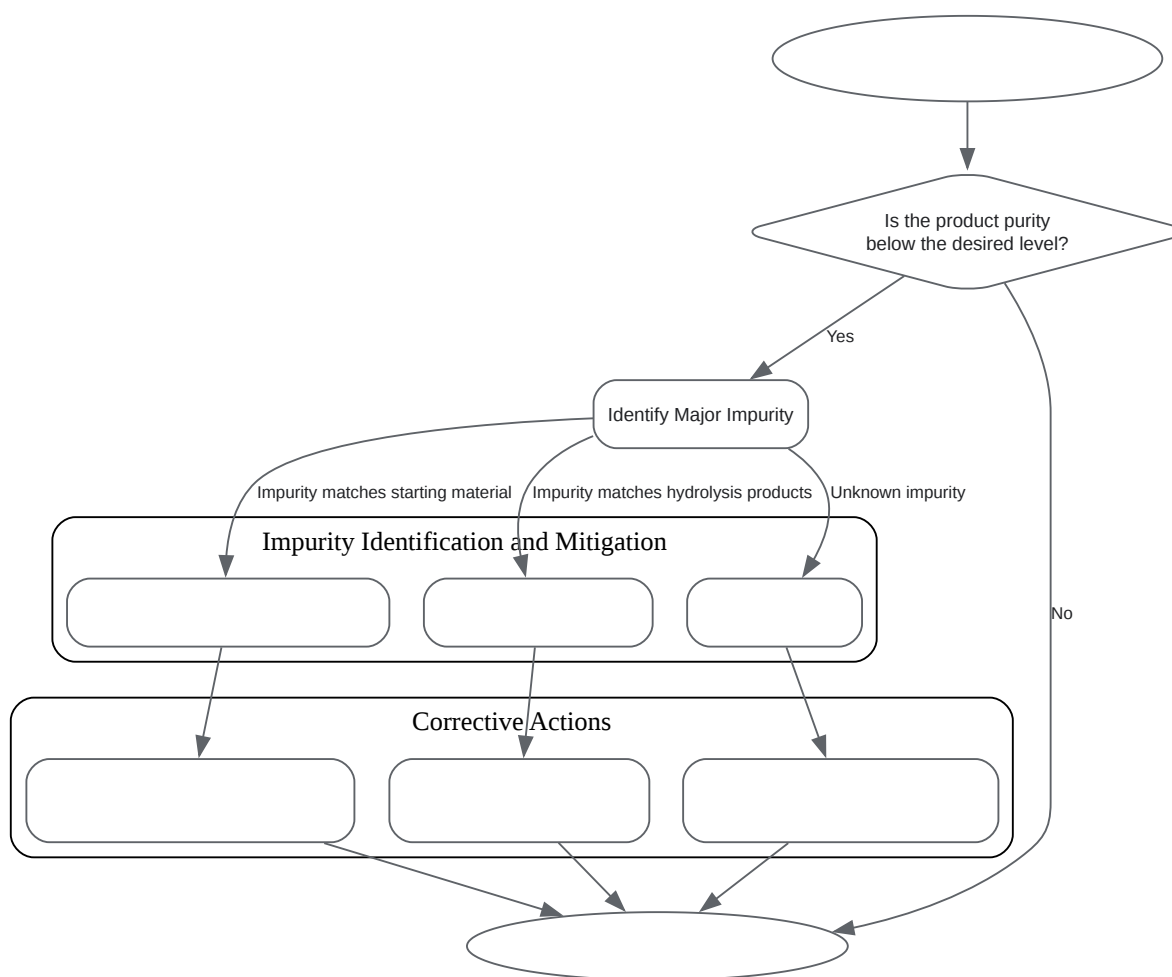 Is the product purity
below the desired level?
Yes
Identify Major Impurity
Impurity matches starting material
Impurity matches hydrolysis products
Unknown impurity
Impurity Identification and Mitigation
No
Corrective Actions